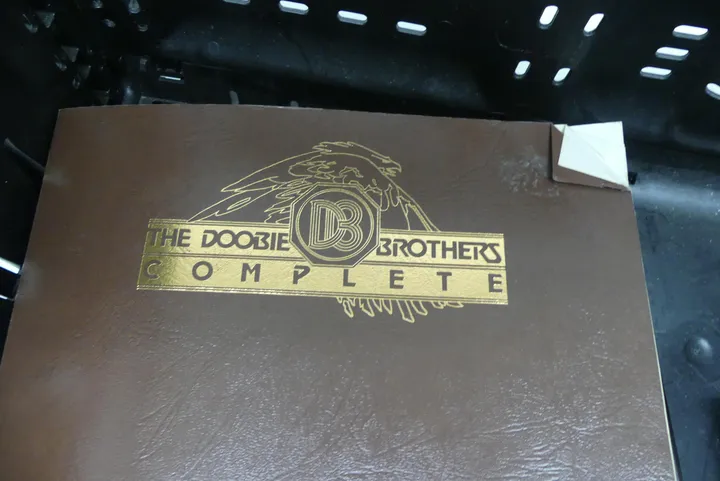 THE DOOBIE DB BROTHERS
COMPLETE